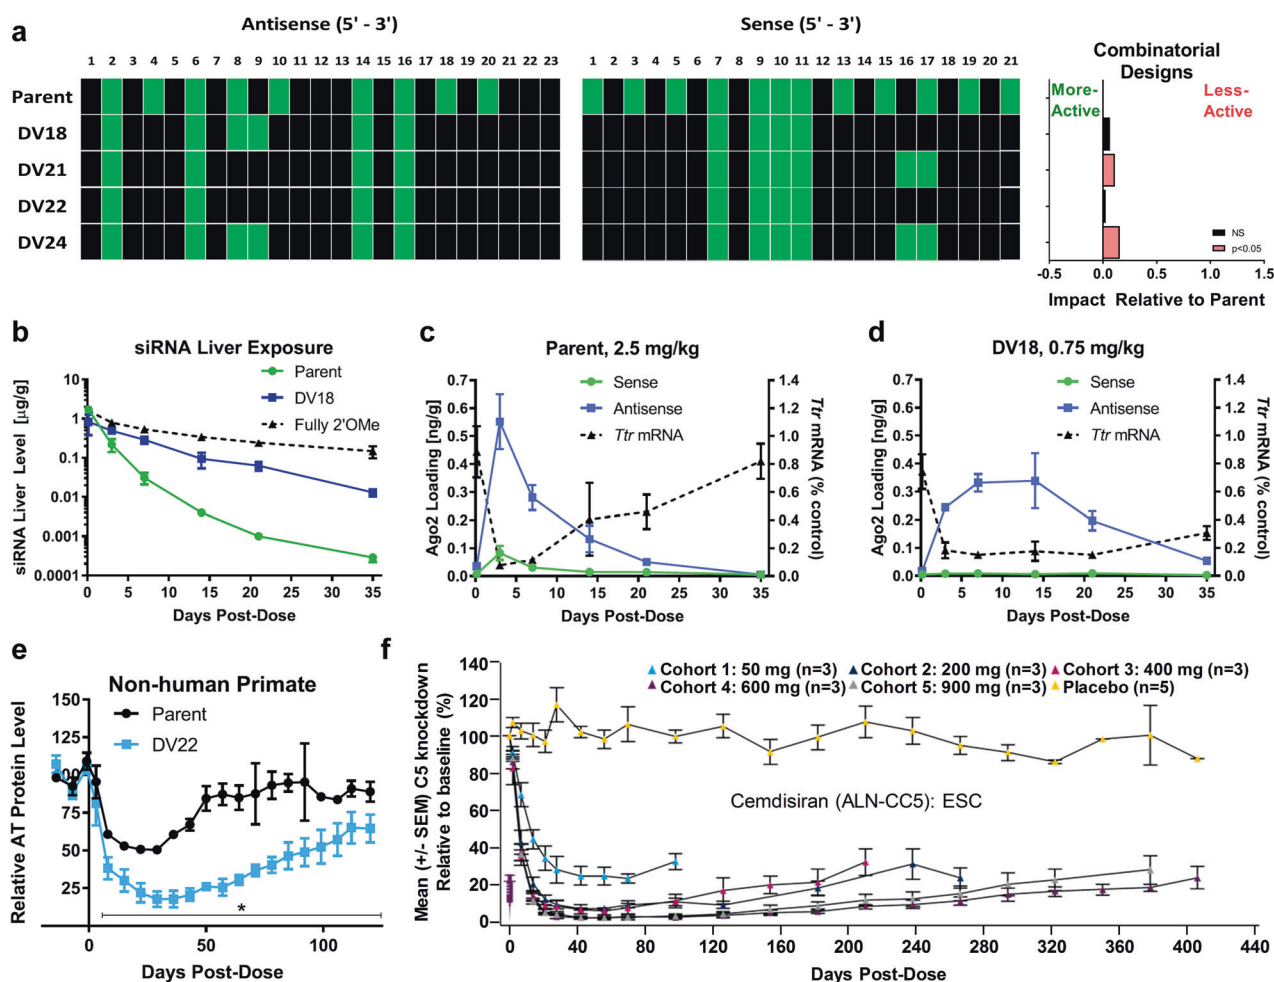 a
Antisense (5' - 3')
Sense (5' - 3')
1 2 3 4 5 6 7 8 9 10 11 12 13 14 15 16 17 18 19 20 21 22 23
1 2 3 4 5 6 7 8 9 10 11 12 13 14 15 16 17 18 19 20 21
Parent
DV18
DV21
DV22
DV24
Combinatorial
Designs
More-
Active
Less-
Active
NS
p<0.05
-0.5 0.0 0.5 1.0 1.5
Impact Relative to Parent
b
siRNA Liver Exposure
Parent
DV18
Fully 2'OMe
siRNA Liver Level [µg/g]
10
1
0.1
0.01
0.001
0.0001
0 5 10 15 20 25 30 35
Days Post-Dose
c
Parent, 2.5 mg/kg
Sense
Antisense
Ttr mRNA
Ago2 Loading [ng/g]
0.7
0.6
0.5
0.4
0.3
0.2
0.1
0.0
1.4
1.2
1.0
0.8
0.6
0.4
0.2
0.0
Ttr mRNA
(% control)
0 5 10 15 20 25 30 35
Days Post-Dose
d
DV18, 0.75 mg/kg
Sense
Antisense
Ttr mRNA
Ago2 Loading [ng/g]
0.7
0.6
0.5
0.4
0.3
0.2
0.1
0.0
1.4
1.2
1.0
0.8
0.6
0.4
0.2
0.0
Ttr mRNA
(% control)
0 5 10 15 20 25 30 35
Days Post-Dose
e
Non-human Primate
Parent
DV22
Relative AT Protein Level
150
125
100
75
50
25
*
0 50 100
Days Post-Dose
f
Cohort 1: 50 mg (n=3) Cohort 2: 200 mg (n=3) Cohort 3: 400 mg (n=3)
Cohort 4: 600 mg (n=3) Cohort 5: 900 mg (n=3) Placebo (n=5)
Cemdisiran (ALN-CC5): ESC
Mean (+/- SEM) C5 knockdown
Relative to baseline (%)
140
120
100
80
60
40
20
0
0 40 80 120 160 200 240 280 320 360 400 440
Days Post-Dose